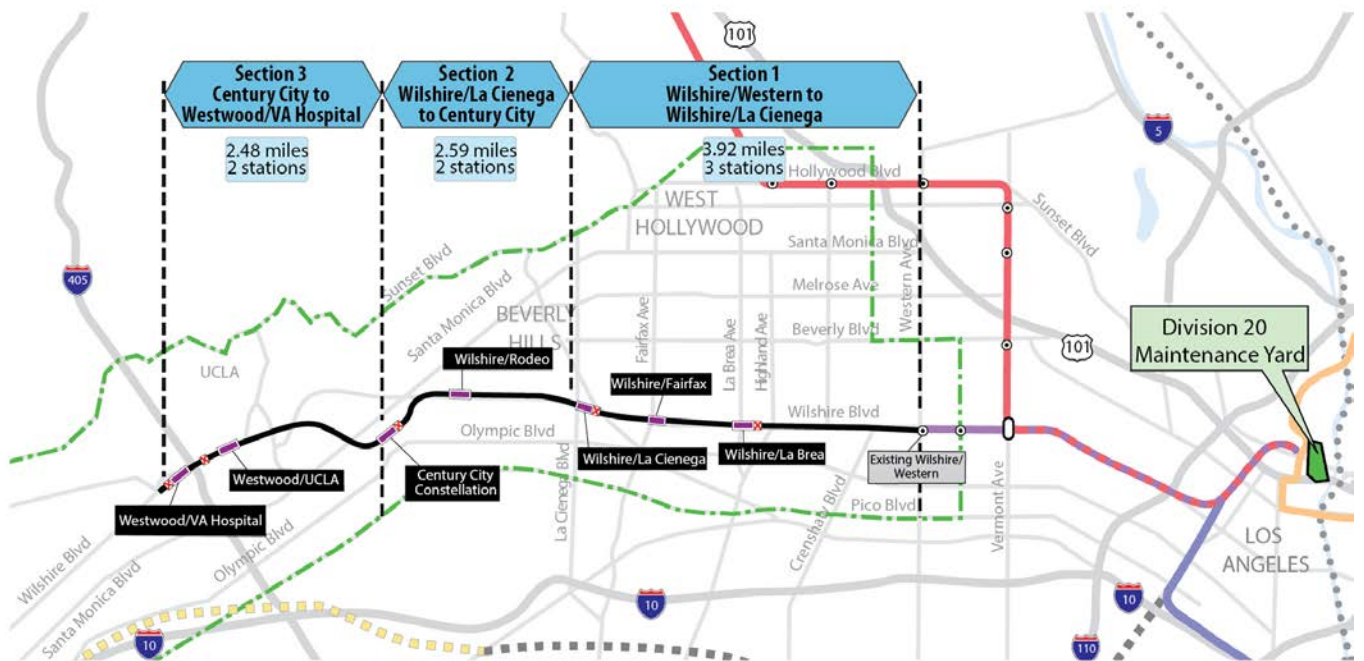 101
Section 3
Century City to
Westwood/VA Hospital
Section 2
Wilshire/La Cienega
to Century City
Section 1
Wilshire/Western to
Wilshire/La Cienega
5
2.48 miles
2 stations
2.59 miles
2 stations
3.92 miles
3 stations
Hollywood Blvd
WEST
HOLLYWOOD
Sunset Blvd
Santa Monica Blvd
Western Ave
405
Sunset Blvd
Santa Monica Blvd
Melrose Ave
BEVERLY
HILLS
Fairfax Ave
La Brea Ave
Highland Ave
Beverly Blvd
101
Division 20
Maintenance Yard
UCLA
Wilshire/Rodeo
Wilshire/Fairfax
Wilshire Blvd
Olympic Blvd
La Cienega Blvd
Wilshire/La Cienega
Wilshire/La Brea
Existing Wilshire/
Western
Westwood/UCLA
Century City
Constellation
Westwood/VA Hospital
Crenshaw Blvd
Pico Blvd
Vermont Ave
LOS
ANGELES
Wilshire Blvd
Santa Monica Blvd
Olympic Blvd
10
10
10
110